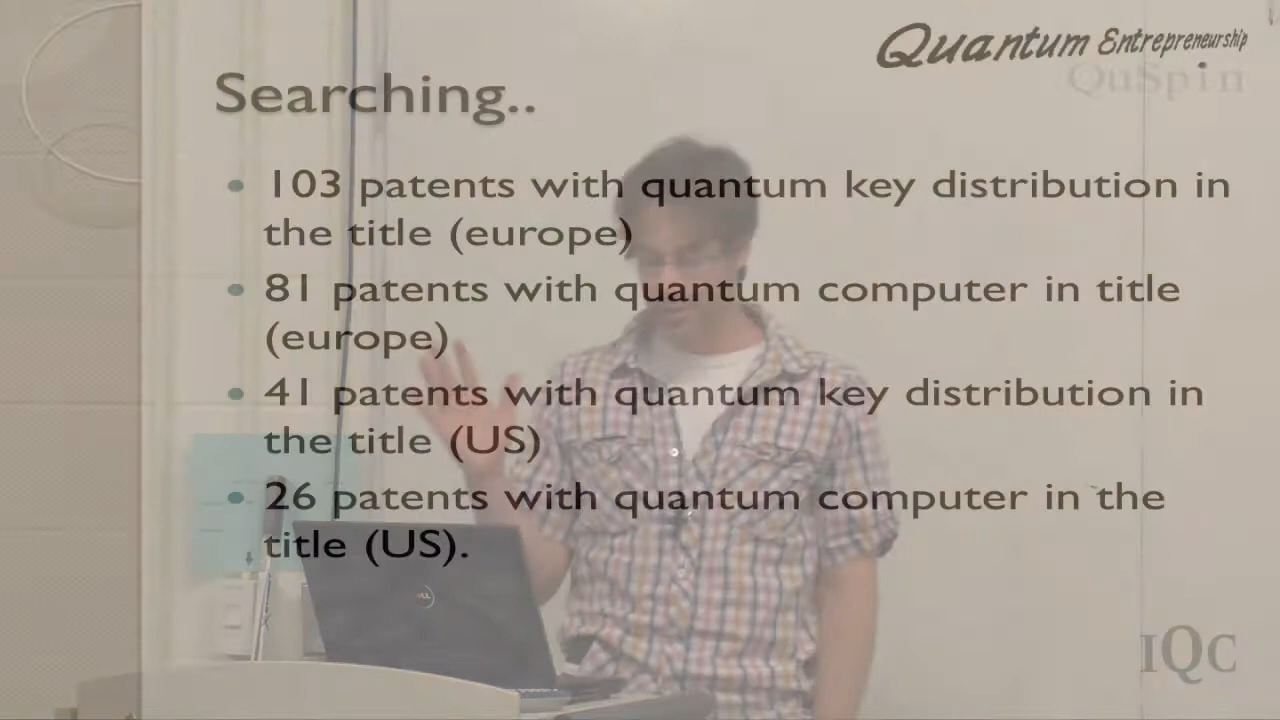 Quantum Entrepreneurship
QuSpin
Searching..
• 103 patents with quantum key distribution in
the title (europe)
• 81 patents with quantum computer in title
(europe)
• 41 patents with quantum key distribution in
the title (US)
• 26 patents with quantum computer in the
title (US).
DELL
IQC